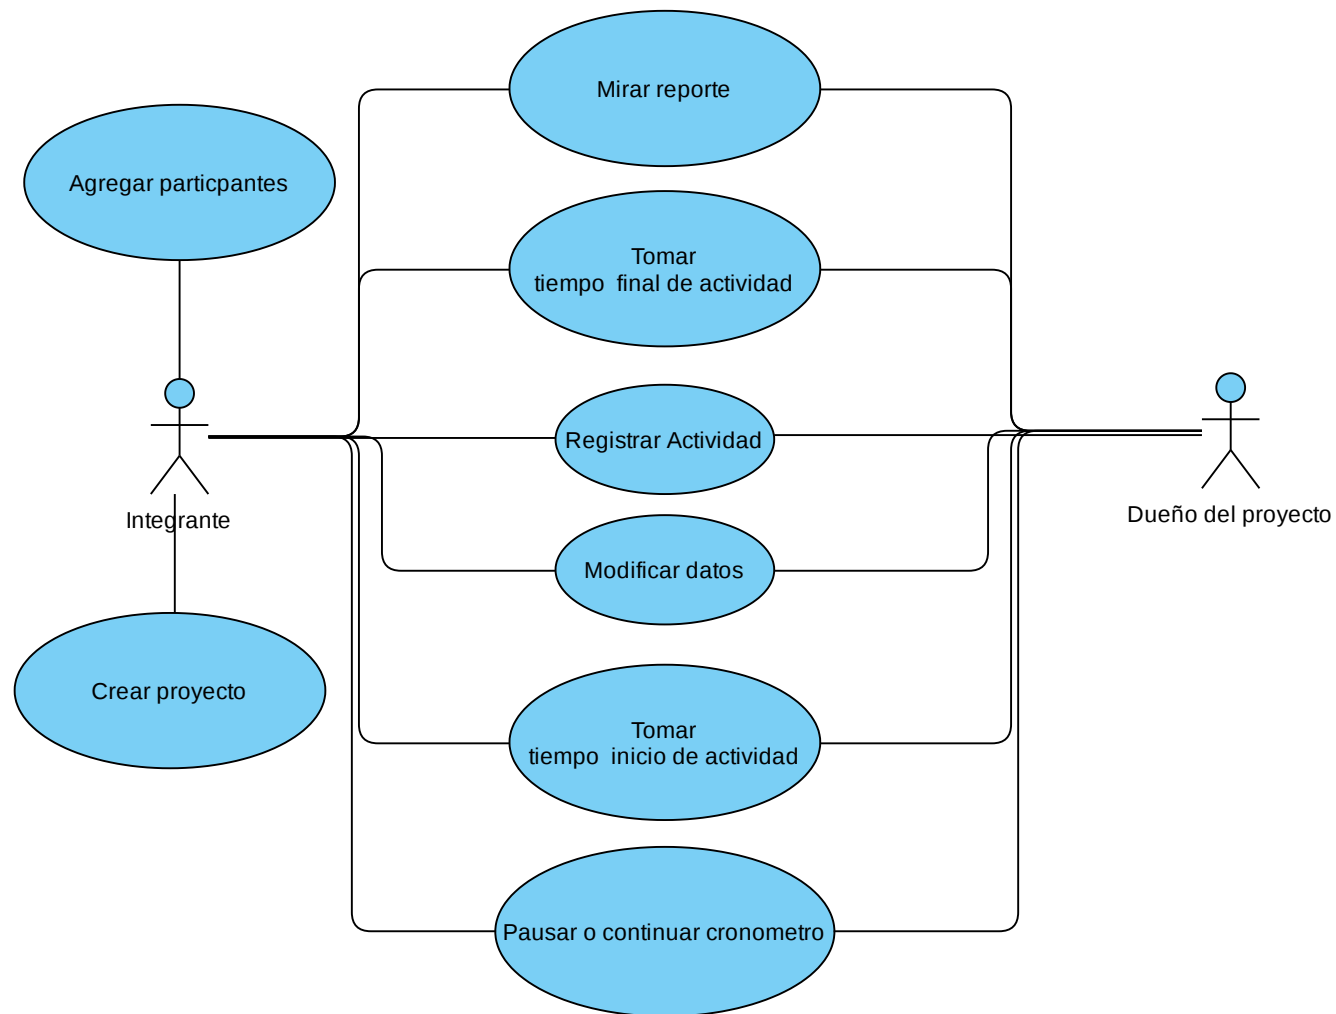 Mirar reporte
Agregar particpantes
Tomar
tiempo  final de actividad
Registrar Actividad
Integrante
Dueño del proyecto
Modificar datos
Crear proyecto
Tomar
tiempo  inicio de actividad
Pausar o continuar cronometro